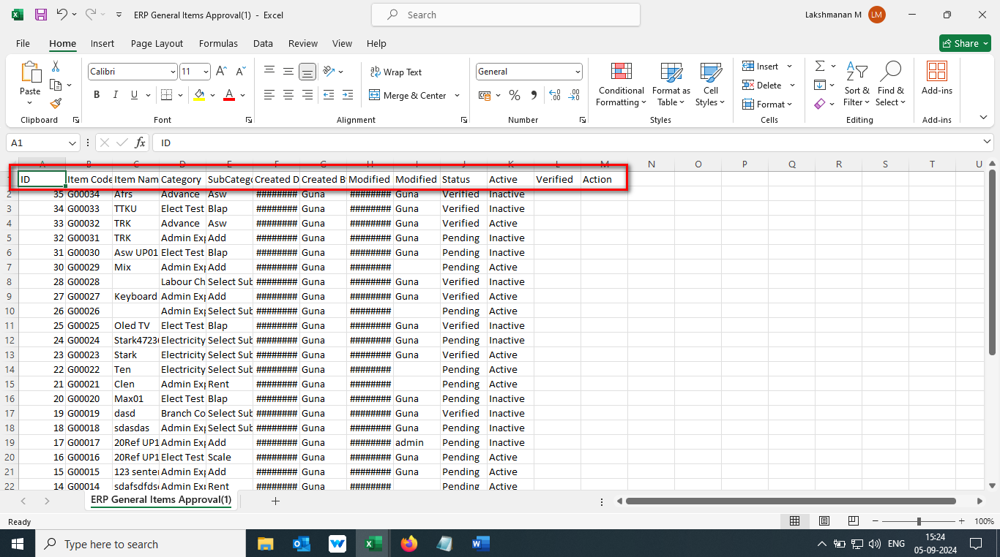 ERP General Items Approval(1) - Excel
Search
Lakshmanan M LM
File Home Insert Page Layout Formulas Data Review View Help
Share
Paste
Clipboard
Calibri 11
B I U A
Font
Wrap Text
Merge & Center
Alignment
General
Number
Conditional Formatting
Format as Table
Cell Styles
Styles
Insert
Delete
Format
Cells
Sort & Filter
Find & Select
Editing
Add-ins
Add-ins
A1 fx ID
A B C D E F G H I J K L M N O P Q R S T U
ID Item Code Item Nam Category SubCatego Created D Created B Modified Modified Status Active Verified Action
2 35 G00034 Afrs Advance Asw ######## Guna ######## Guna Verified Inactive
3 34 G00033 TTKU Elect Test Blap ######## Guna ######## Guna Verified Inactive
4 33 G00032 TRK Advance Asw ######## Guna ######## Guna Verified Active
5 32 G00031 TRK Admin Exp Add ######## Guna ######## Guna Pending Inactive
6 31 G00030 Asw UP01 Elect Test Blap ######## Guna ######## Guna Pending Inactive
7 30 G00029 Mix Admin Exp Add ######## Guna ######## Pending Active
8 28 G00028 Labour Ch Select Sub ######## Guna ######## Guna Verified Inactive
9 27 G00027 Keyboard Admin Exp Add ######## Guna ######## Guna Verified Active
10 26 G00026 Admin Exp Select Sub ######## Guna ######## Pending Active
11 25 G00025 Oled TV Elect Test Blap ######## Guna ######## Guna Verified Inactive
12 24 G00024 Stark4723 Electricity Select Sub ######## Guna ######## Guna Pending Inactive
13 23 G00023 Stark Electricity Select Sub ######## Guna ######## Guna Verified Active
14 22 G00022 Ten Electricity Select Sub ######## Guna ######## Pending Active
15 21 G00021 Clen Admin Exp Rent ######## Guna ######## Pending Active
16 20 G00020 Max01 Elect Test Blap ######## Guna ######## Guna Pending Inactive
17 19 G00019 dasd Branch Co Select Sub ######## Guna ######## Guna Verified Inactive
18 18 G00018 sdasdas Admin Exp Select Sub ######## Guna ######## Guna Pending Inactive
19 17 G00017 20Ref UP1 Admin Exp Add ######## Guna ######## admin Pending Inactive
20 16 G00016 20Ref UP1 Elect Test Scale ######## Guna ######## Guna Pending Active
21 15 G00015 123 senter Admin Exp Add ######## Guna ######## Guna Pending Active
22 14 G00014 sdafsdfdsd Admin Exp Rent ######## Guna ######## Pending Active
ERP General Items Approval(1)
Ready
100%
Type here to search
ENG
15:24
05-09-2024